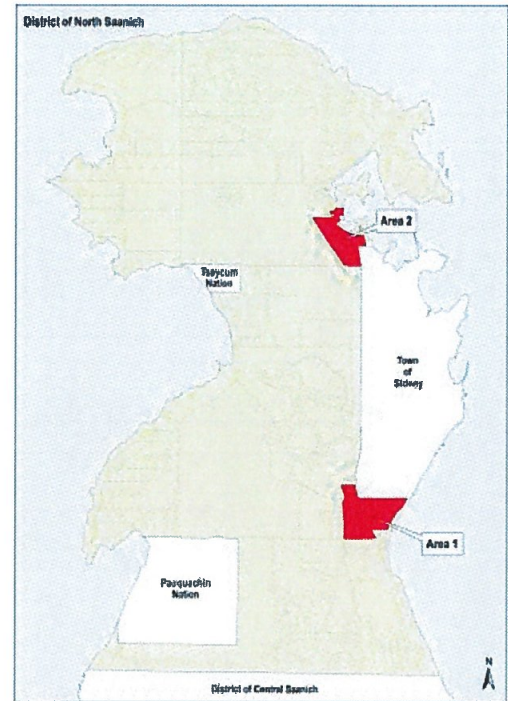 District of North Saanich
Area 2
Tseycum
Nation
Town
of
Sidney
Area 1
Pauquachin
Nation
N
District of Central Saanich